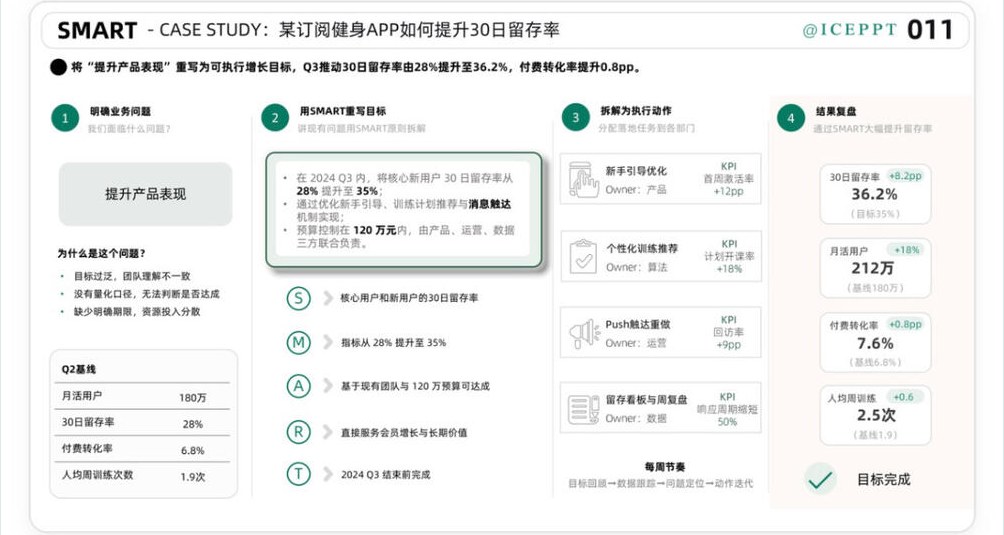 SMART - CASE STUDY：某订阅健身APP如何提升30日留存率
@ICEPPT 011
将“提升产品表现”重写为可执行增长目标，Q3推动30日留存率由28%提升至36.2%，付费转化率提升0.8pp。
1
明确业务问题
我们面临什么问题？
提升产品表现
为什么是这个问题？
• 目标过泛，团队理解不一致
• 没有量化口径，无法判断是否达成
• 缺少明确期限，资源投入分散
Q2基线
月活用户 180万
30日留存率 28%
付费转化率 6.8%
人均周训练次数 1.9次
2
用SMART重写目标
讲现有问题用SMART原则拆解
• 在 2024 Q3 内，将核心新用户 30 日留存率从
28% 提升至 35%；
• 通过优化新手引导、训练计划推荐与消息触达
机制实现；
• 预算控制在 120 万元内，由产品、运营、数据
三方联合负责。
S 核心用户和新用户的30日留存率
M 指标从 28% 提升至 35%
A 基于现有团队与 120 万预算可达成
R 直接服务会员增长与长期价值
T 2024 Q3 结束前完成
3
拆解为执行动作
分配落地任务到各部门
新手引导优化
Owner：产品
KPI
首周激活率
+12pp
个性化训练推荐
Owner：算法
KPI
计划开课率
+18%
Push触达重做
Owner：运营
KPI
回访率
+9pp
留存看板与周复盘
Owner：数据
KPI
响应周期缩短
50%
每周节奏
目标回顾→数据跟踪→问题定位→动作迭代
4
结果复盘
通过SMART大幅提升留存率
30日留存率 +8.2pp
36.2%
（目标35%）
月活用户 +18%
212万
（基线180万）
付费转化率 +0.8pp
7.6%
（基线6.8%）
人均周训练 +0.6
2.5次
（基线1.9）
目标完成